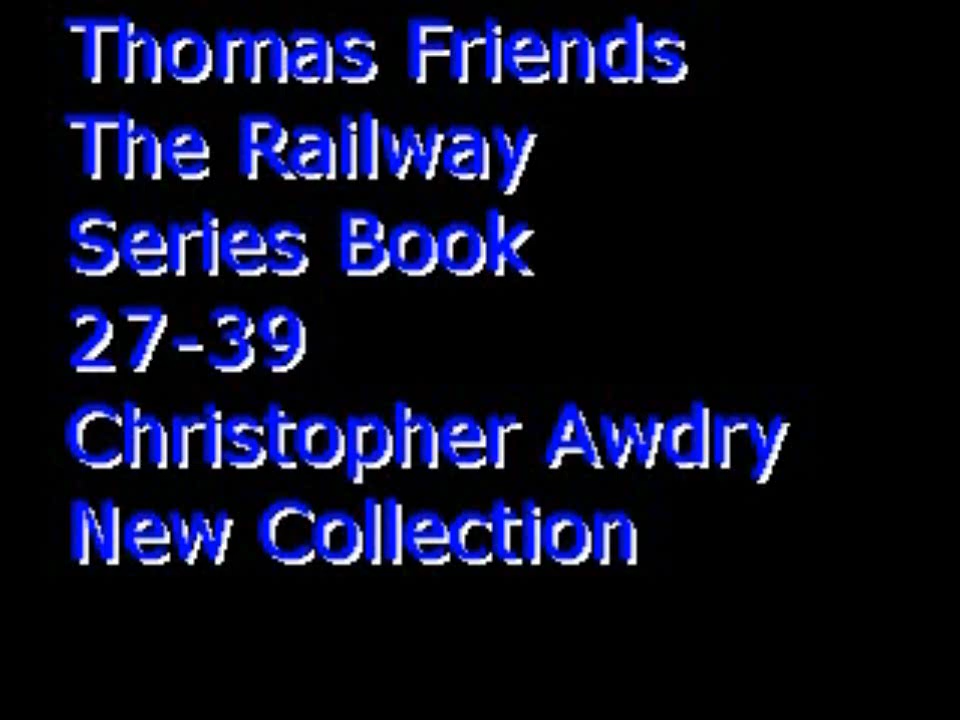 Thomas Friends
The Railway
Series Book
27-39
Christopher Awdry
New Collection